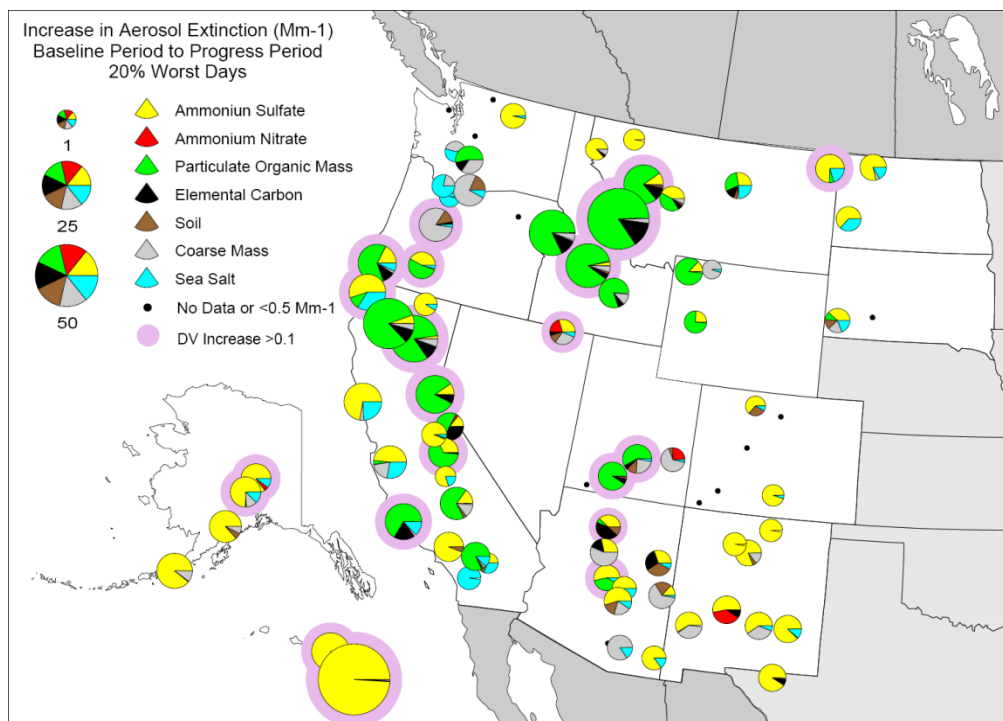 Increase in Aerosol Extinction (Mm-1)
Baseline Period to Progress Period
20% Worst Days
1
25
50
Ammoniun Sulfate
Ammonium Nitrate
Particulate Organic Mass
Elemental Carbon
Soil
Coarse Mass
Sea Salt
No Data or <0.5 Mm-1
DV Increase >0.1